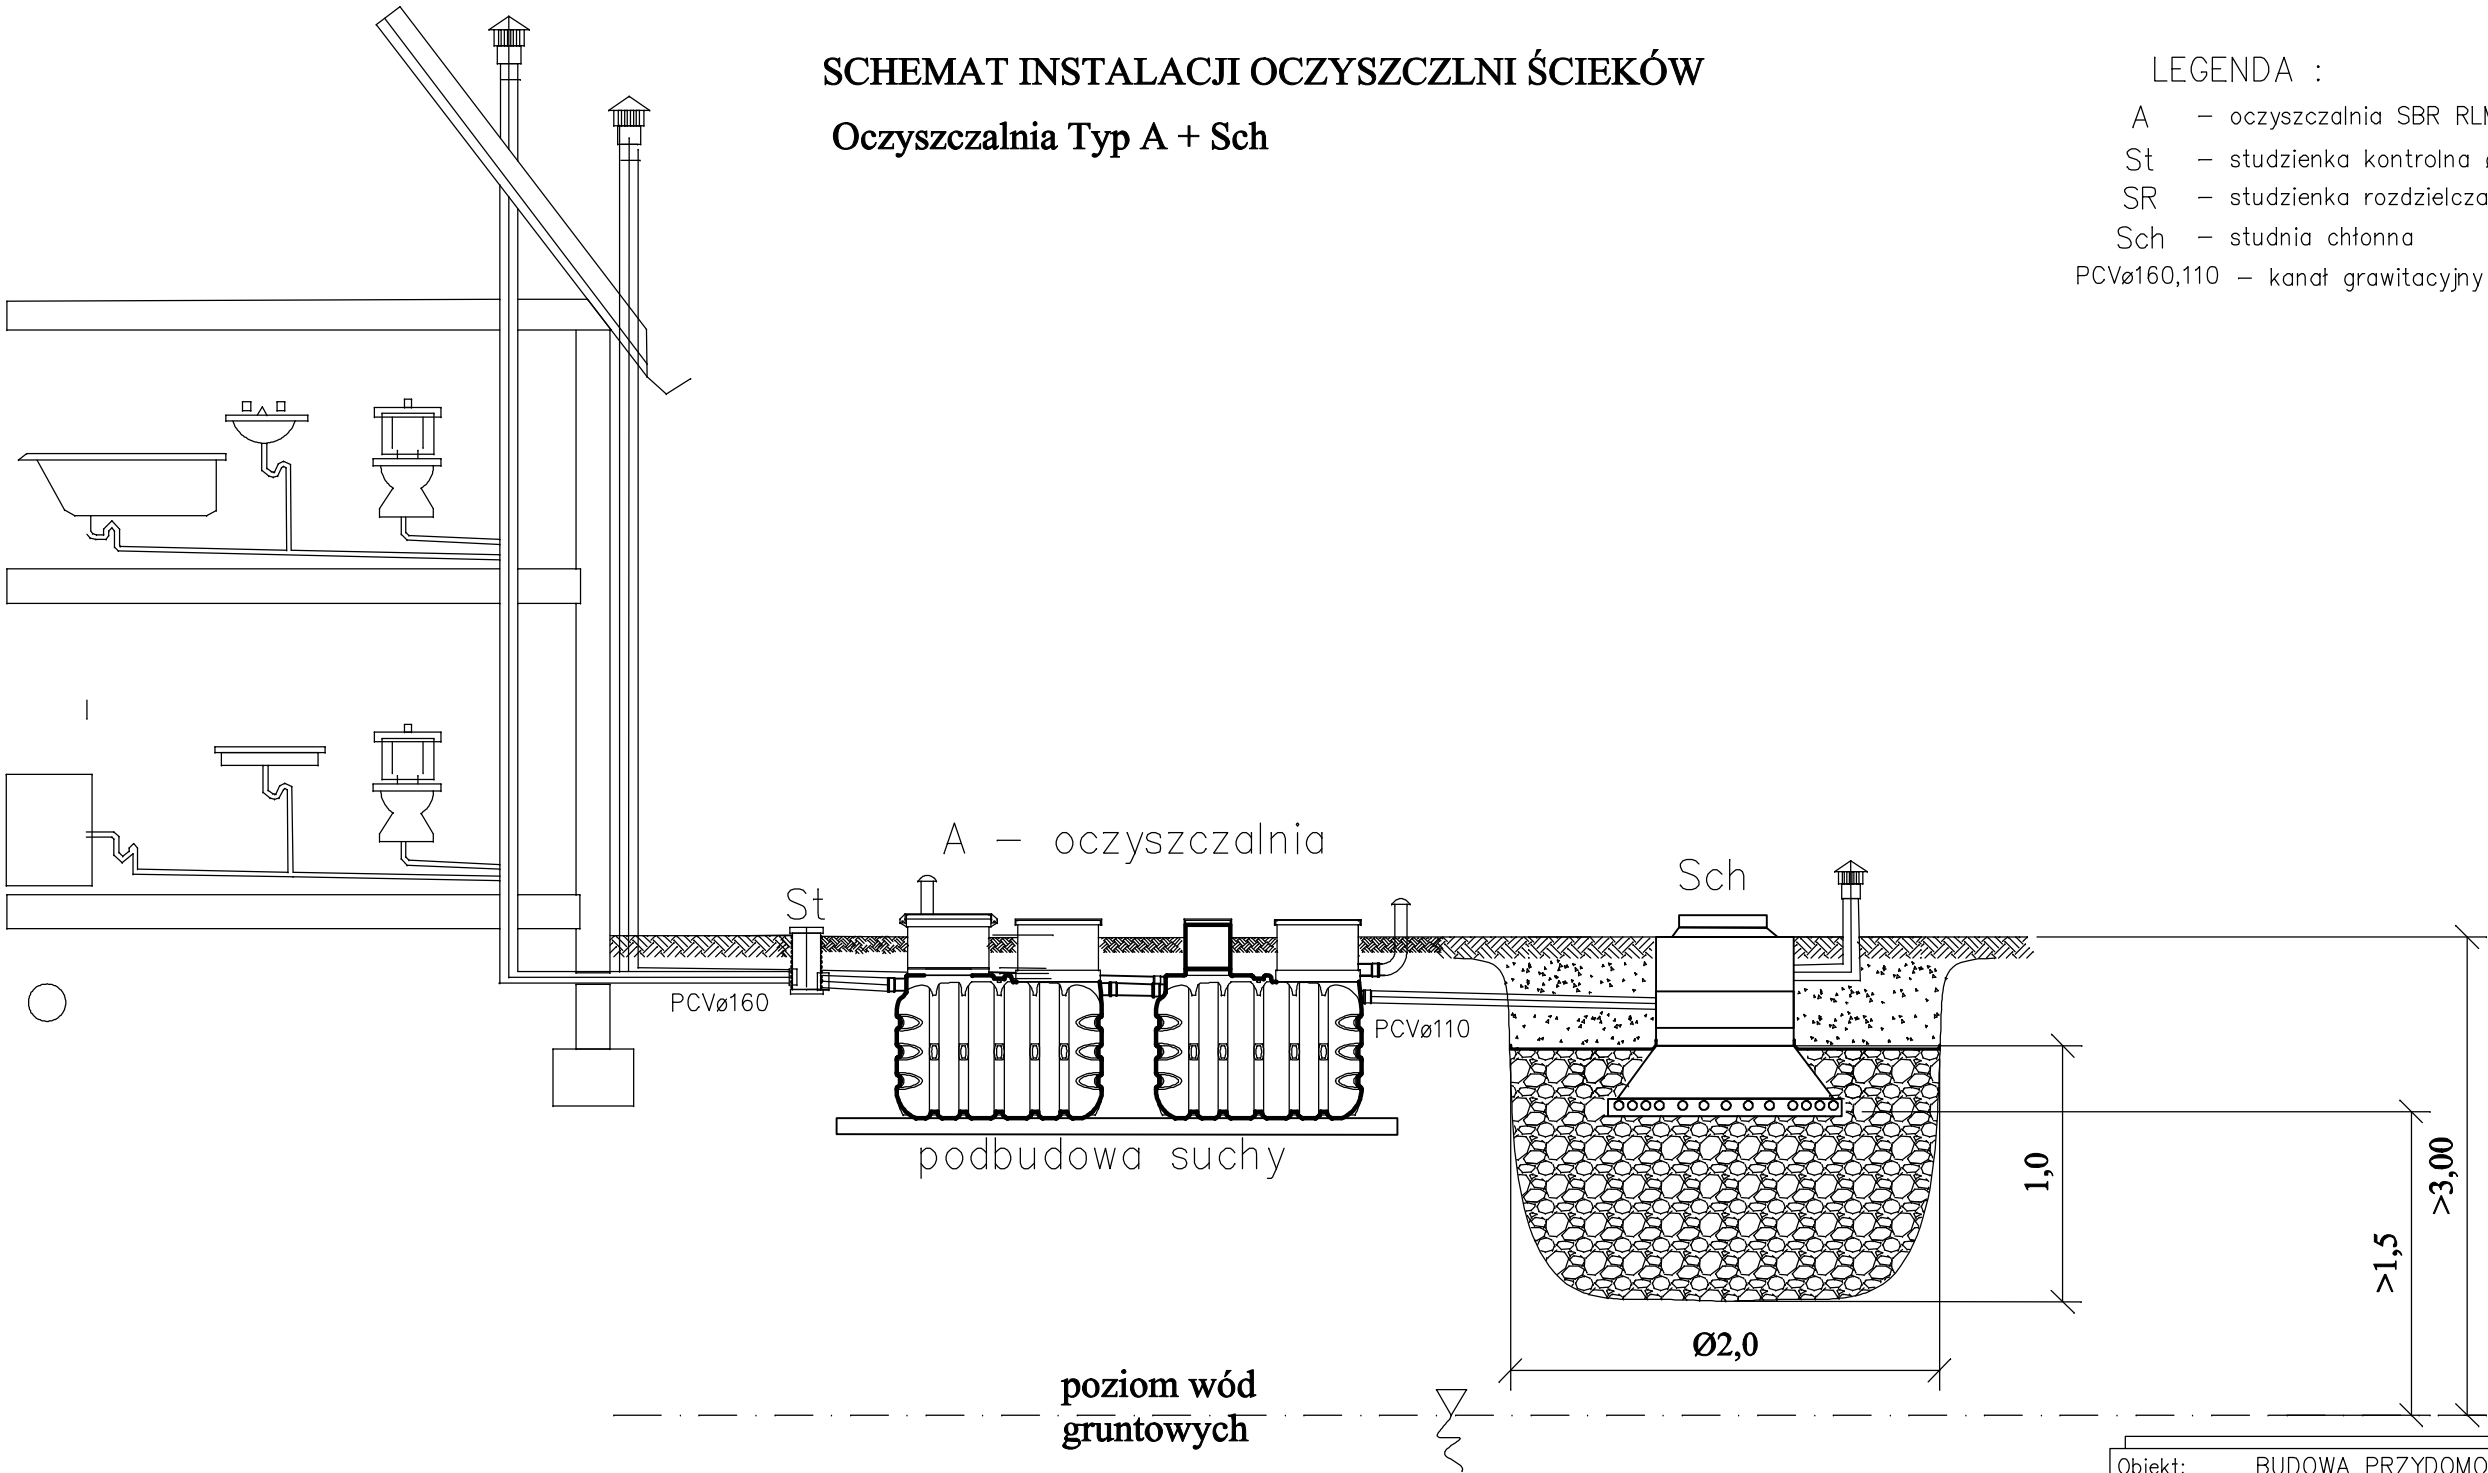 SCHEMAT INSTALACJI OCZYSZCZLNI ŚCIEKÓW
Oczyszczalnia Typ A + Sch
LEGENDA :
A – oczyszczalnia SBR
St – studzienka kontrolna
SR – studzienka rozdzielcza
Sch – studnia chłonna
PCVø160,110 – kanał grawitacyjny
A – oczyszczalnia
St
Sch
PCVø160
PCVø110
podbudowa suchy
1,0
>1,5
>3,00
Ø2,0
poziom wód
gruntowych
Obiekt: BUDOWA